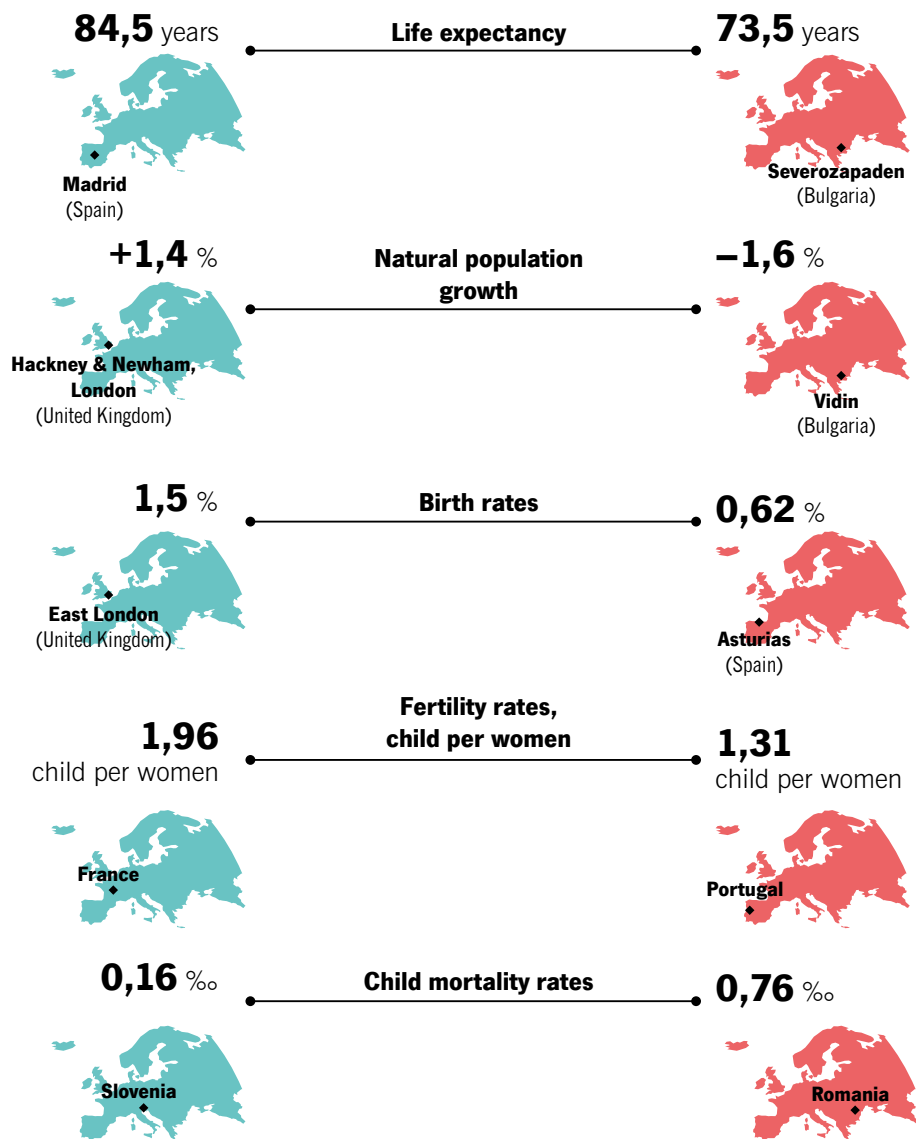 84,5 years
Life expectancy
73,5 years
Madrid
(Spain)
Severozapaden
(Bulgaria)
+1,4 %
Natural population
growth
–1,6 %
Hackney & Newham,
London
(United Kingdom)
Vidin
(Bulgaria)
1,5 %
Birth rates
0,62 %
East London
(United Kingdom)
Asturias
(Spain)
1,96
child per women
Fertility rates,
child per women
1,31
child per women
France
Portugal
0,16 ‰
Child mortality rates
0,76 ‰
Slovenia
Romania